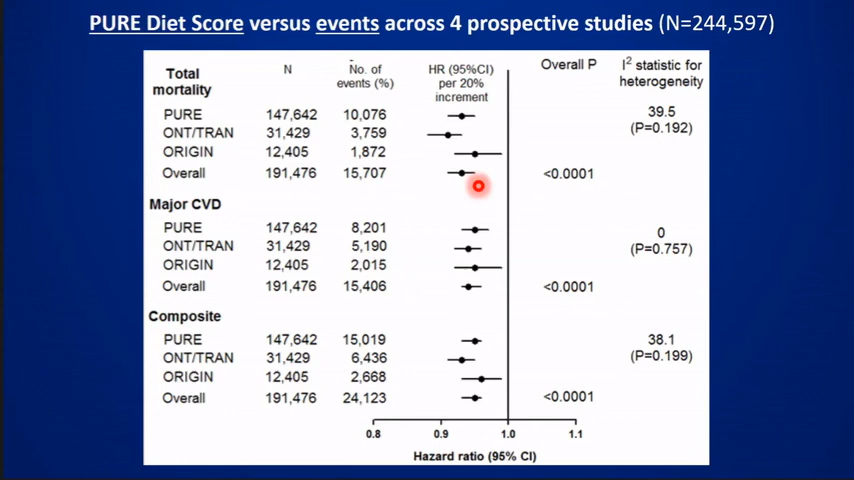 PURE Diet Score versus events across 4 prospective studies (N=244,597)
Total mortality N No. of events (%) HR (95%CI) per 20% increment Overall P I² statistic for heterogeneity
PURE 147,642 10,076 39.5
ONT/TRAN 31,429 3,759 (P=0.192)
ORIGIN 12,405 1,872
Overall 191,476 15,707 <0.0001
Major CVD
PURE 147,642 8,201 0
ONT/TRAN 31,429 5,190 (P=0.757)
ORIGIN 12,405 2,015
Overall 191,476 15,406 <0.0001
Composite
PURE 147,642 15,019 38.1
ONT/TRAN 31,429 6,436 (P=0.199)
ORIGIN 12,405 2,668
Overall 191,476 24,123 <0.0001
0.8 0.9 1.0 1.1
Hazard ratio (95% CI)